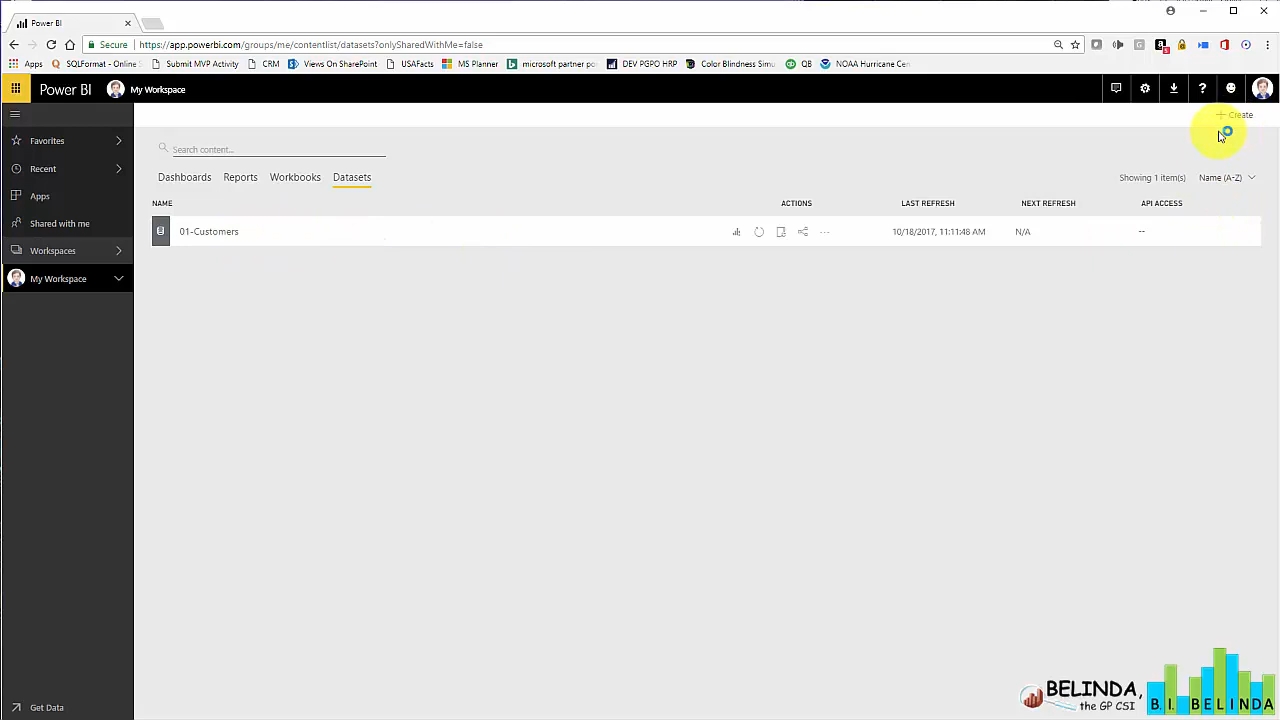 Power BI
Secure https://app.powerbi.com/groups/me/contentlist/datasets?onlySharedWithMe=false
Apps SQLFormat - Online Submit MVP Activity CRM Views On SharePoint USAFacts MS Planner microsoft partner po DEV PGPO HRP Color Blindness Simu QB NOAA Hurricane Cen
Power BI My Workspace
Create
Favorites
Search content...
Recent
Dashboards Reports Workbooks Datasets
Showing 1 item(s) Name (A-Z)
Apps
NAME ACTIONS LAST REFRESH NEXT REFRESH API ACCESS
Shared with me
01-Customers 10/18/2017, 11:11:48 AM N/A --
Workspaces
My Workspace
Get Data
BELINDA,
the GP CSI
B.I. BELINDA